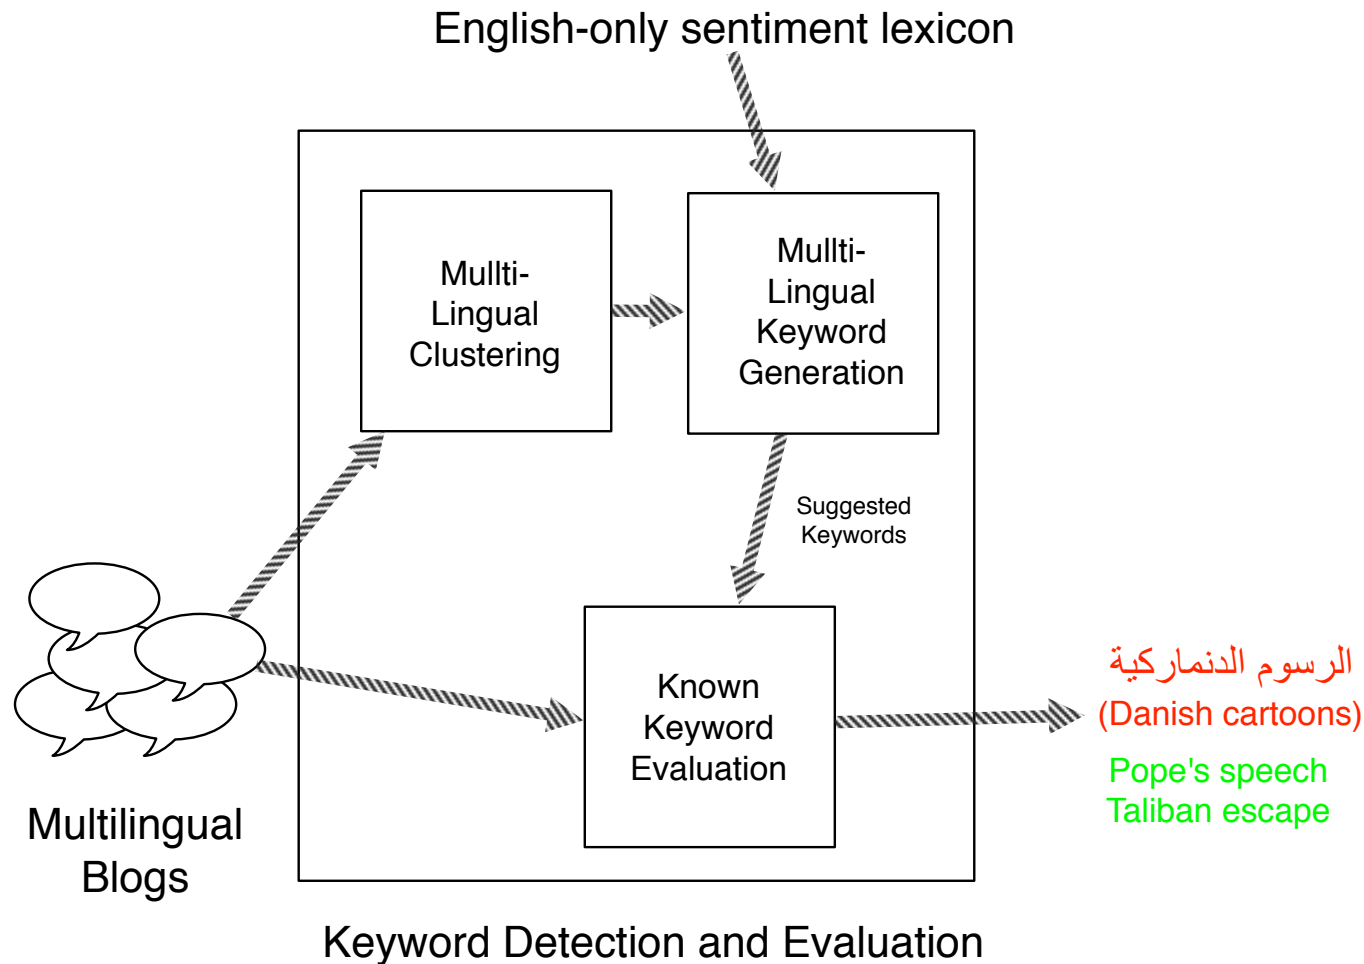 English-only sentiment lexicon
Mullti-
Lingual
Clustering
Mullti-
Lingual
Keyword
Generation
Suggested
Keywords
Known
Keyword
Evaluation
الرسوم الدنماركية
(Danish cartoons)
Pope's speech
Taliban escape
Multilingual
Blogs
Keyword Detection and Evaluation